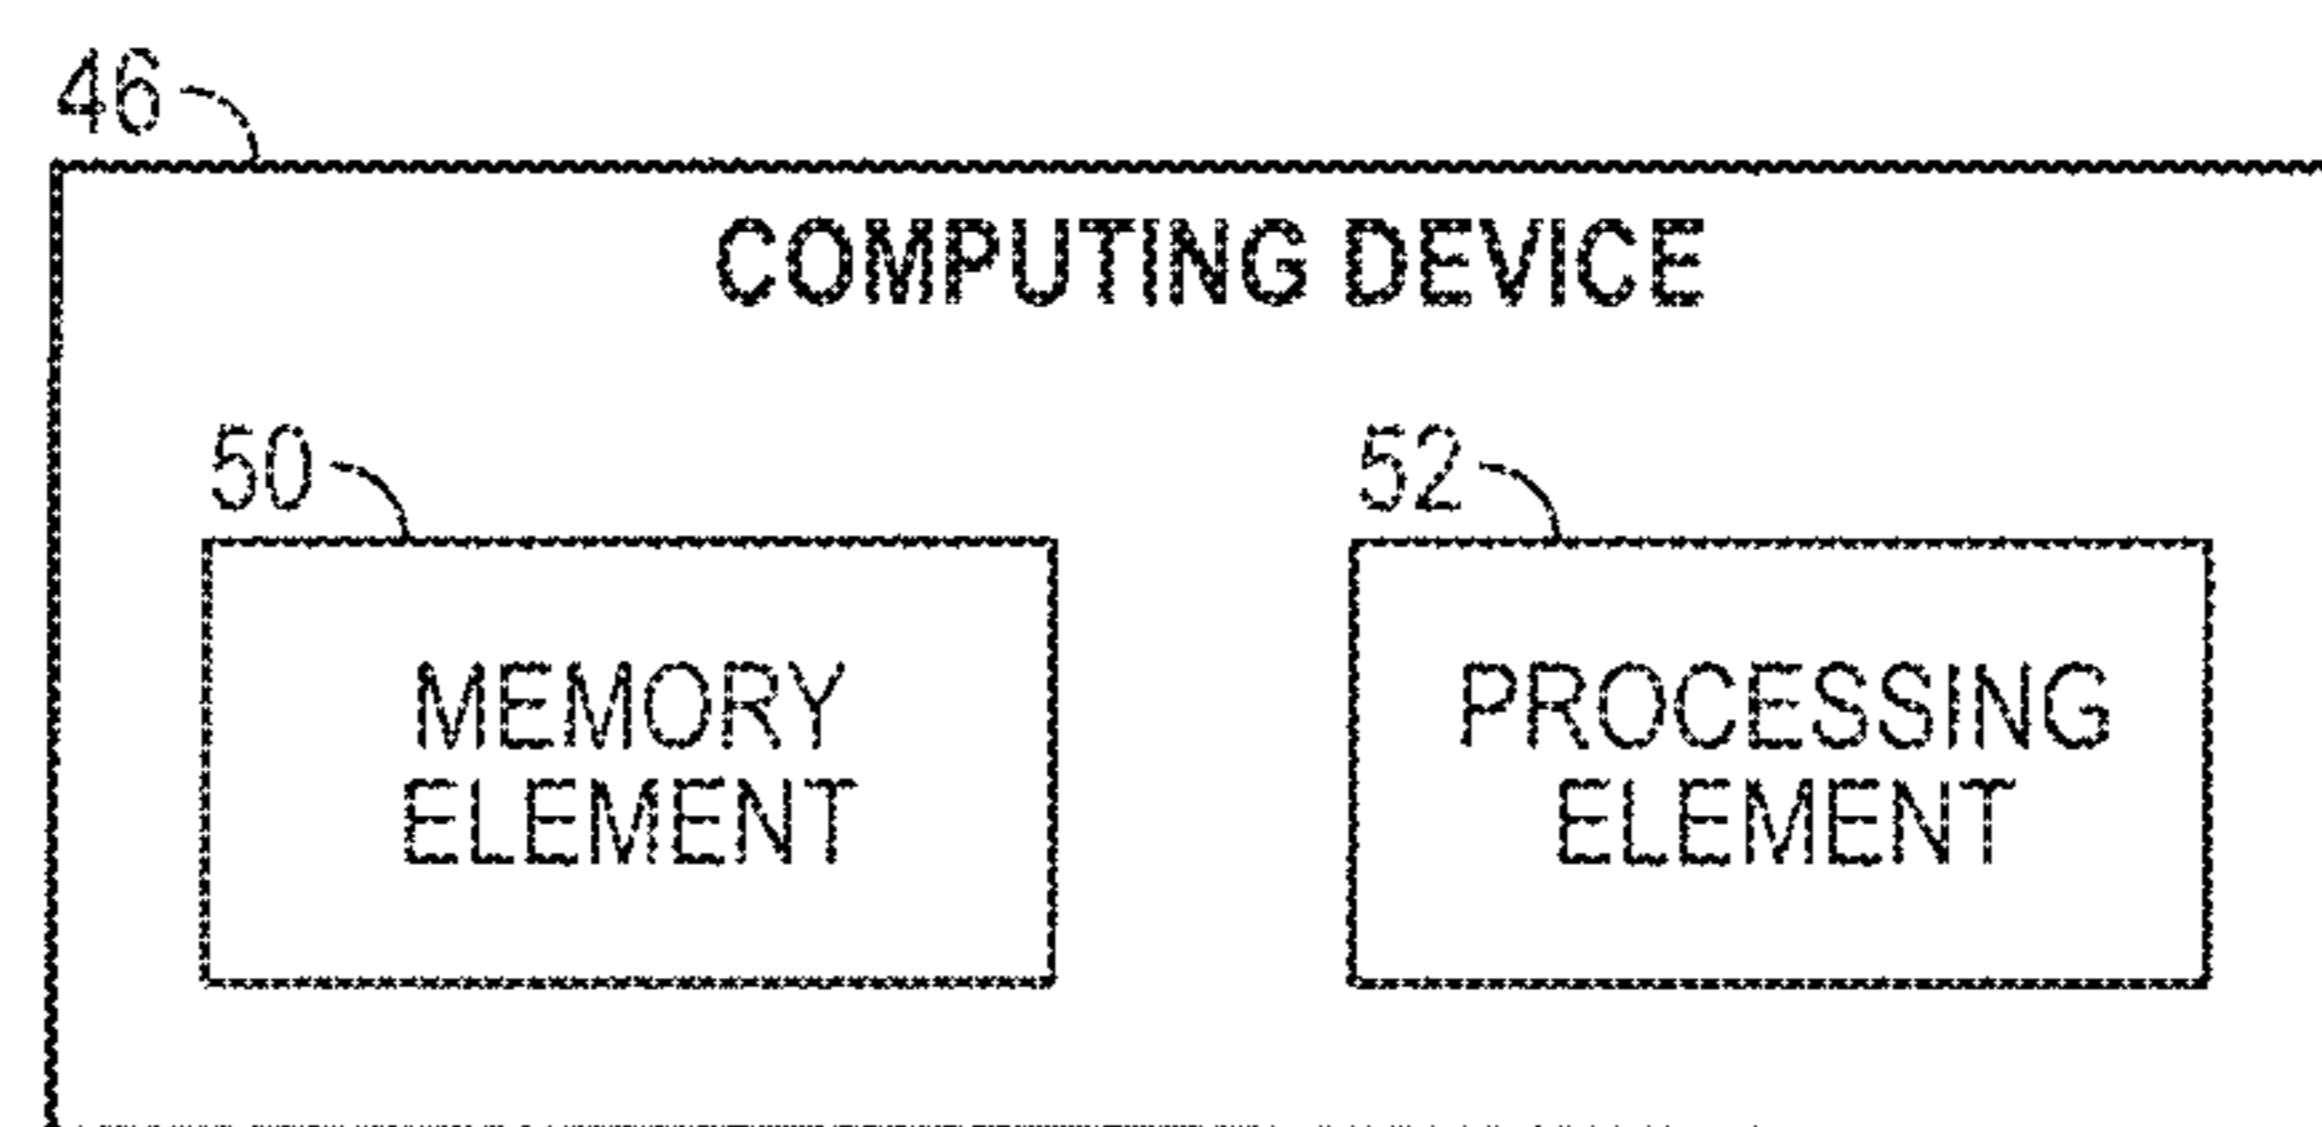 46
COMPUTING DEVICE
50
52
MEMORY
ELEMENT
PROCESSING
ELEMENT